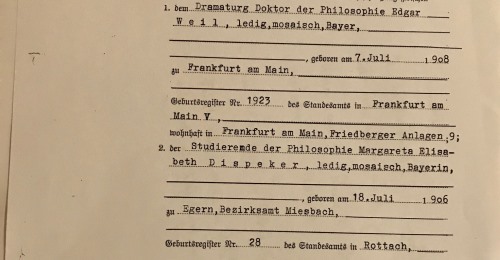 1. dem Dramaturg Doktor der Philosophie Edgar
W e i l , ledig,mosaisch,Bayer,
, geboren am 7.Juli 1908
zu Frankfurt am Main,
Geburtsregister Nr. 1923 des Standesamts in Frankfurt am
Main V ,
wohnhaft in Frankfurt am Main,Friedberger Anlagen 9;
2. der Studierende der Philosophie Margareta Elisa-
beth D i s p e k e r , ledig,mosaisch,Bayerin,
, geboren am 18.Juli 1906
zu Egern,Bezirksamt Miesbach,
Geburtsregister Nr. 28 des Standesamts in Rottach,